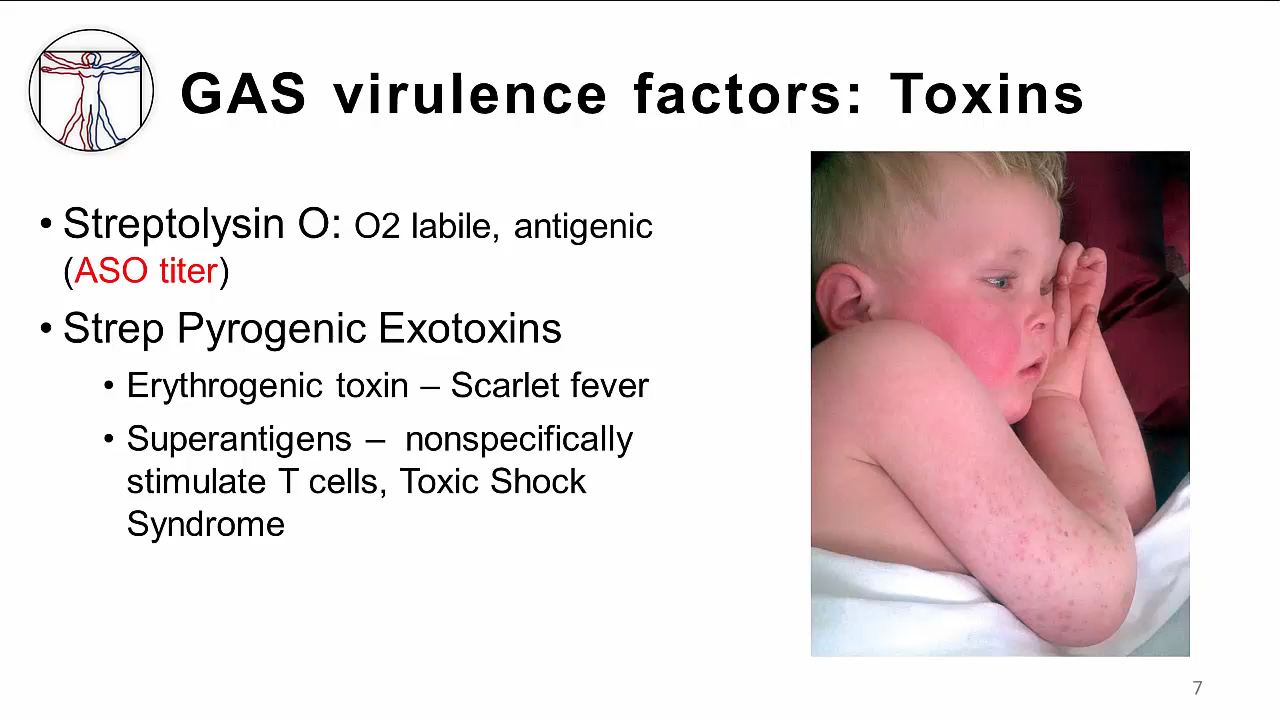 GAS virulence factors: Toxins
• Streptolysin O: O2 labile, antigenic
(ASO titer)
• Strep Pyrogenic Exotoxins
• Erythrogenic toxin – Scarlet fever
• Superantigens – nonspecifically
stimulate T cells, Toxic Shock
Syndrome
7